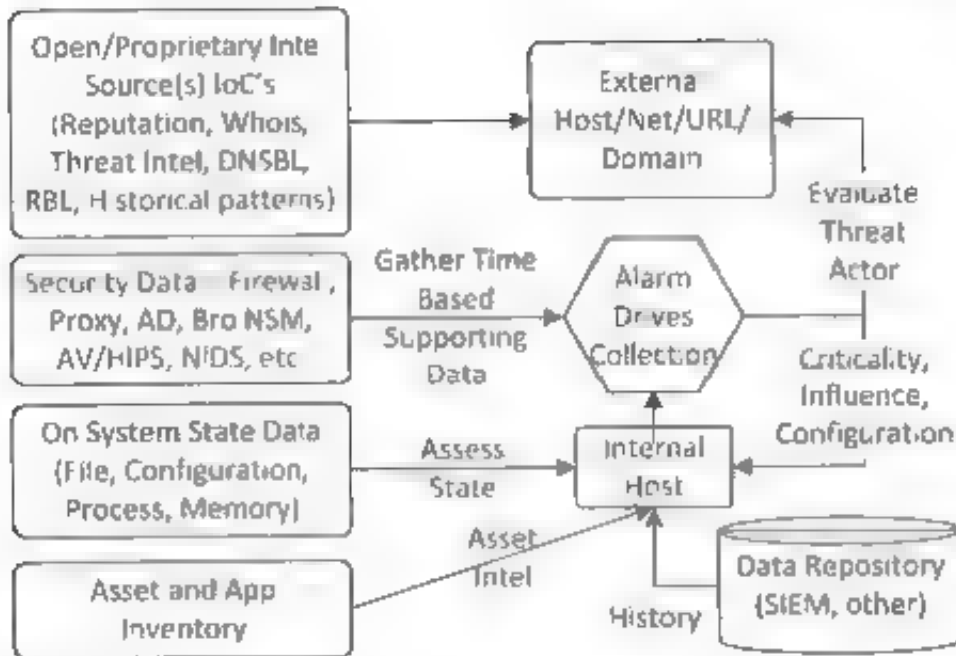 Open/Proprietary Inte
Source(s) IoC's
(Reputation, Whois,
Threat Intel, DNSBL,
RBL, H storical patterns)
Externa
Host/Net/URL/
Domain
Evaluate
Threat
Actor
Security Data – Firewall,
Proxy, AD, Bro NSM,
AV/HIPS, NIDS, etc
Gather Time
Based
Supporting
Data
Alarm
Drives
Collection
Criticality,
Influence,
Configuration
On System State Data
(File, Configuration,
Process, Memory)
Assess
State
Internal
Host
Asset and App
Inventory
Asset
Intel
History
Data Repository
(SIEM, other)